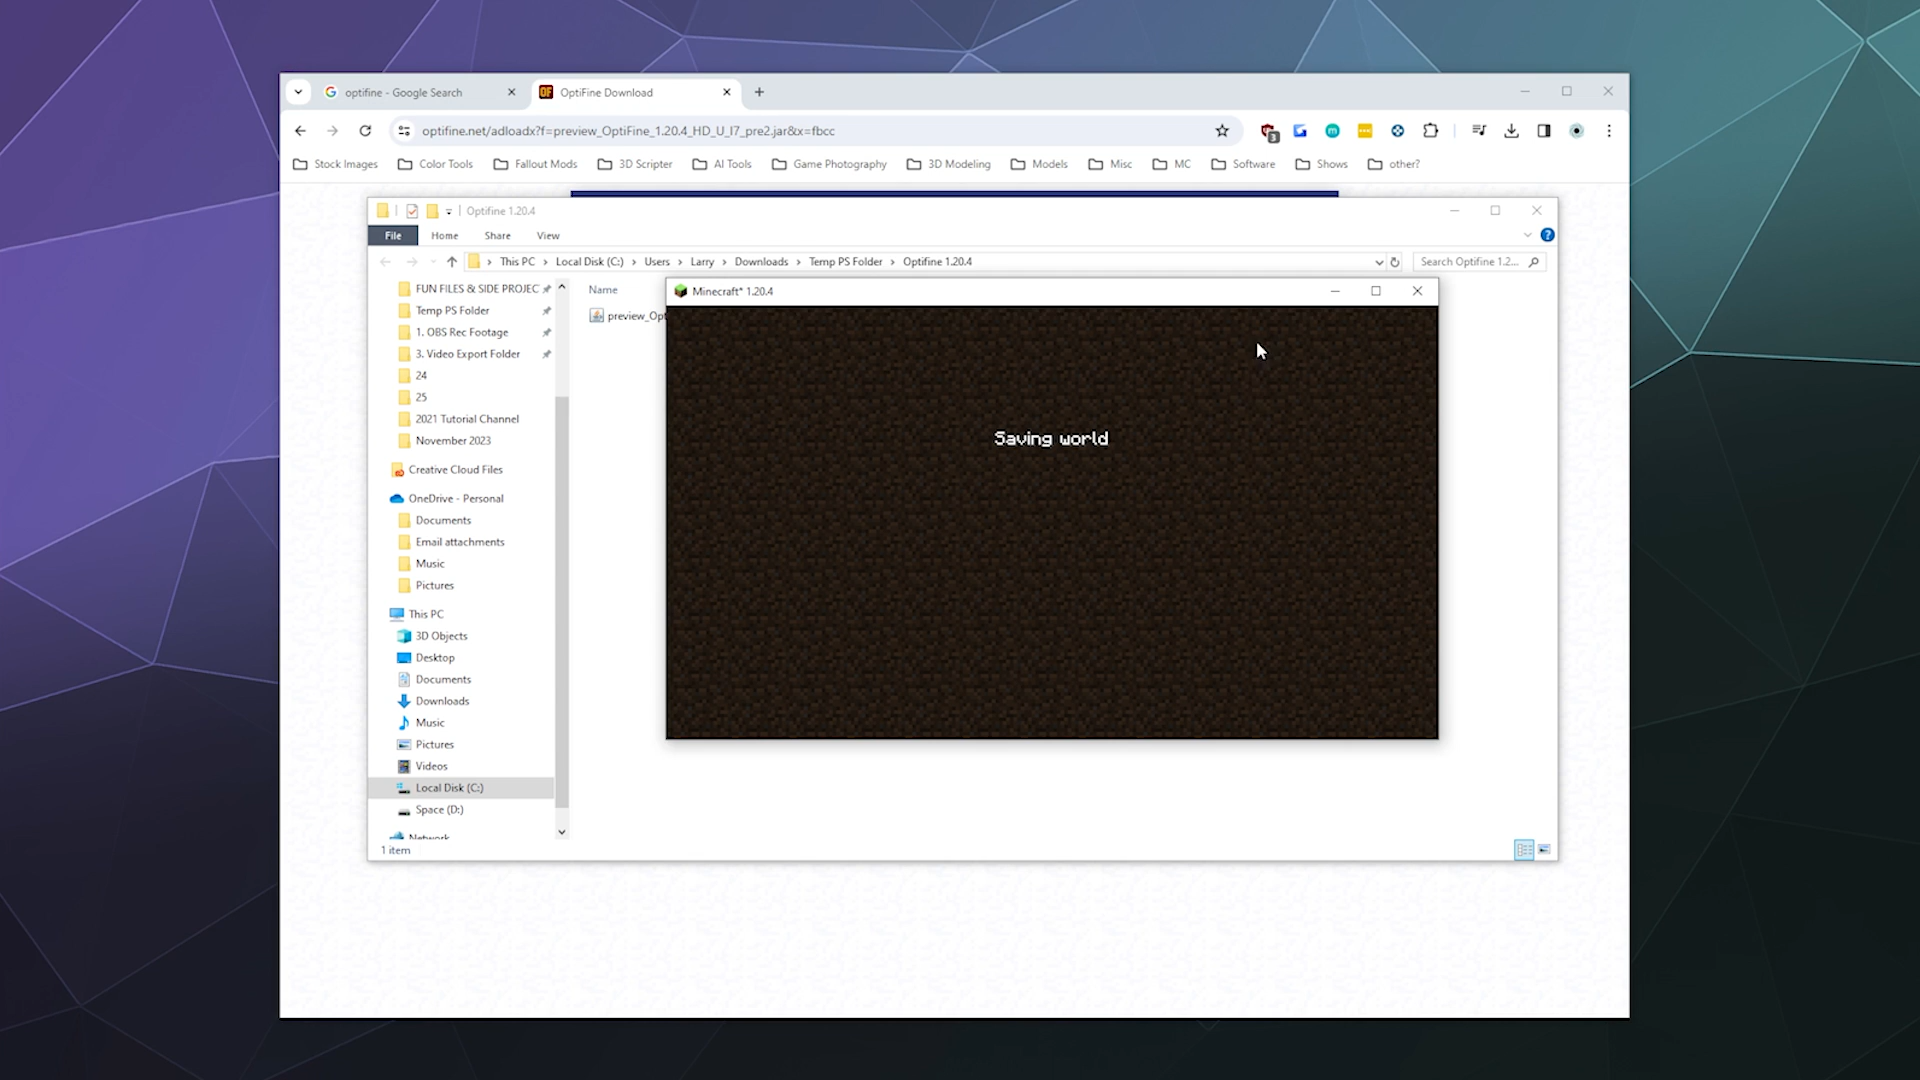 optifine - Google Search
OptiFine Download
optifine.net/adloadx?f=preview_OptiFine_1.20.4_HD_U_I7_pre2.jar&x=fbcc
3
Stock Images
Color Tools
Fallout Mods
3D Scripter
AI Tools
Game Photography
3D Modeling
Models
Misc
MC
Software
Shows
other?
Optifine 1.20.4
File
Home
Share
View
This PC > Local Disk (C:) > Users > Larry > Downloads > Temp PS Folder > Optifine 1.20.4
Search Optifine 1.2...
FUN FILES & SIDE PROJEC
Temp PS Folder
1. OBS Rec Footage
3. Video Export Folder
24
25
2021 Tutorial Channel
November 2023
Creative Cloud Files
OneDrive - Personal
Documents
Email attachments
Music
Pictures
This PC
3D Objects
Desktop
Documents
Downloads
Music
Pictures
Videos
Local Disk (C:)
Space (D:)
Network
1 item
Name
preview_Opt
Minecraft* 1.20.4
Saving world